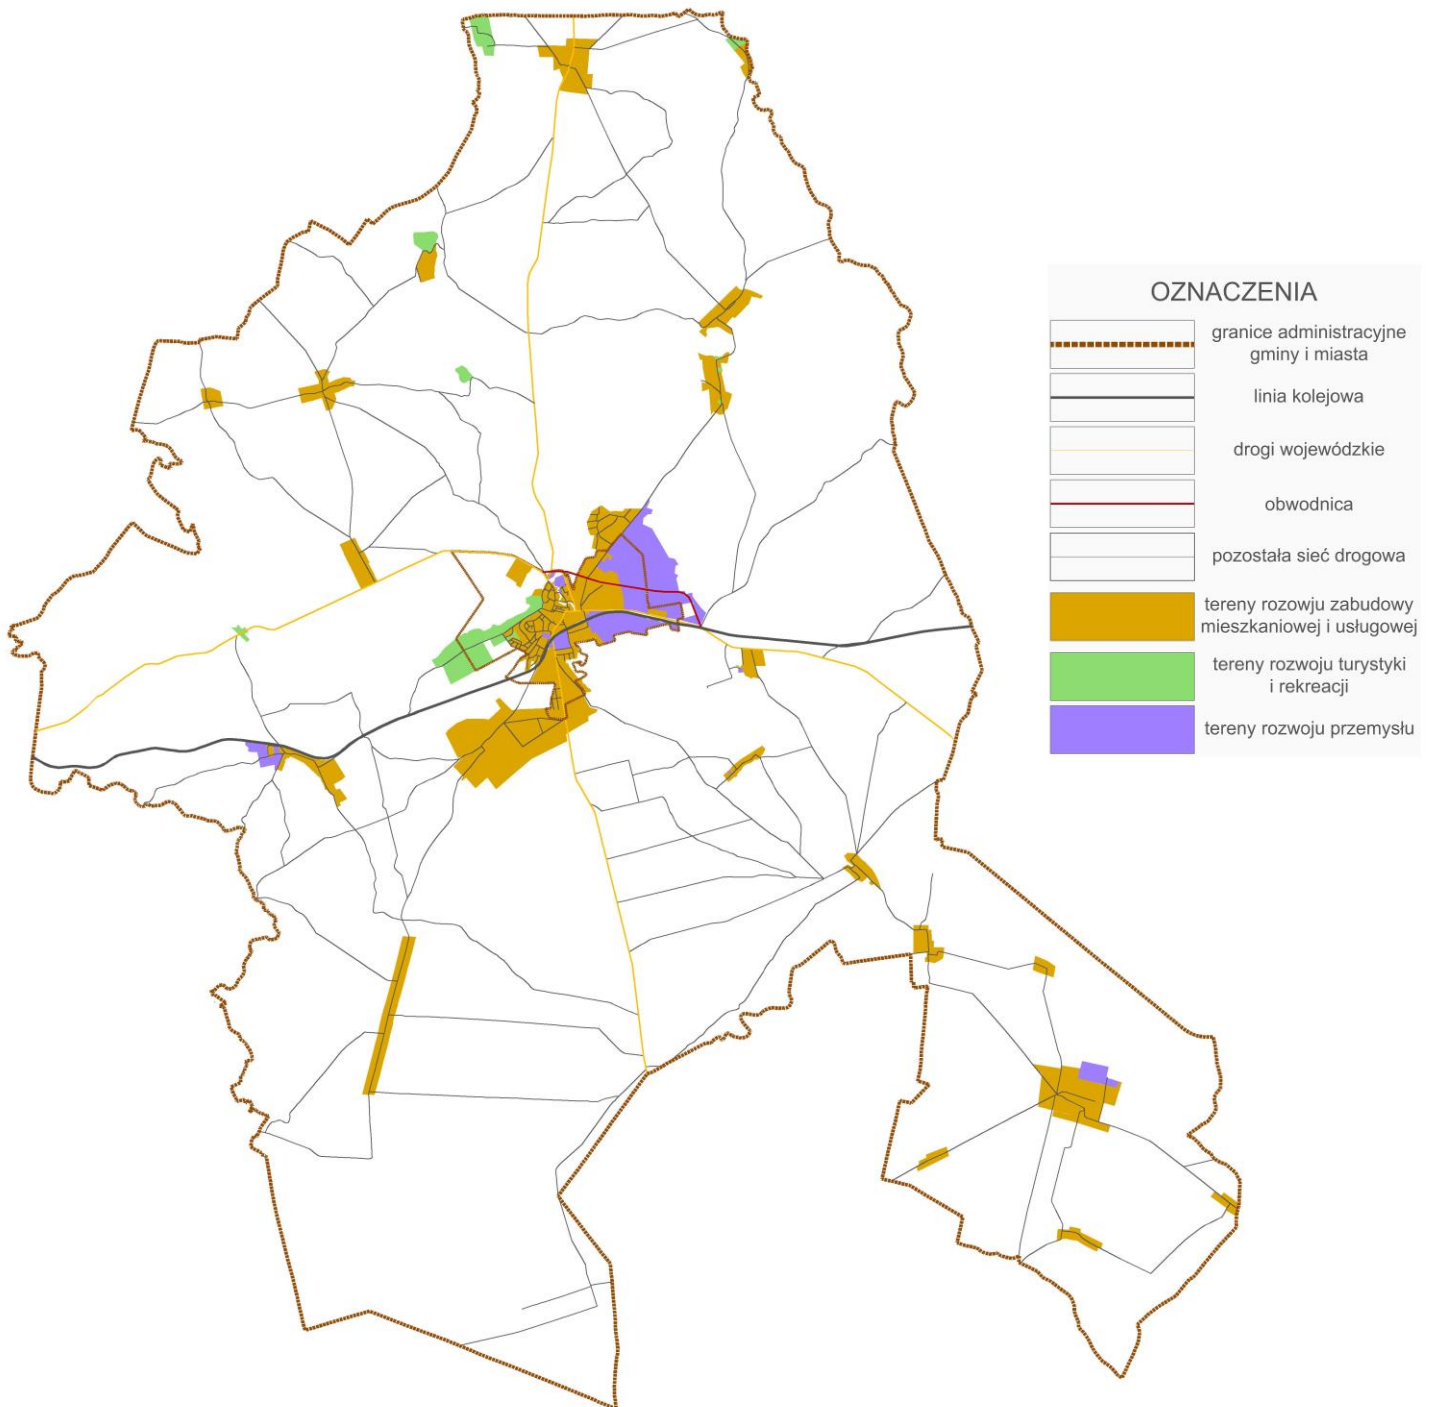 OZNACZENIA
granice administracyjne
gminy i miasta
linia kolejowa
drogi wojewódzkie
obwodnica
pozostała sieć drogowa
tereny rozowju zabudowy
mieszkaniowej i usługowej
tereny rozwoju turystyki
i rekreacji
tereny rozwoju przemysłu